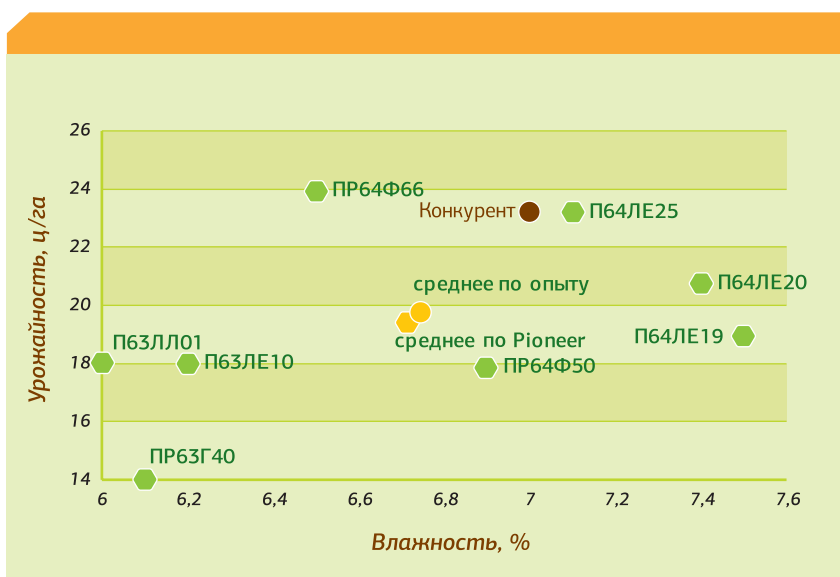 26
24
22
20
18
16
14
Урожайность, ц/га
ПР64Ф66
Конкурент
П64ЛЕ25
среднее по опыту
П64ЛЕ20
среднее по Pioneer
П64ЛЕ19
П63ЛЛ01
П63ЛЕ10
ПР64Ф50
ПР63Г40
6 6,2 6,4 6,6 6,8 7 7,2 7,4 7,6
Влажность, %